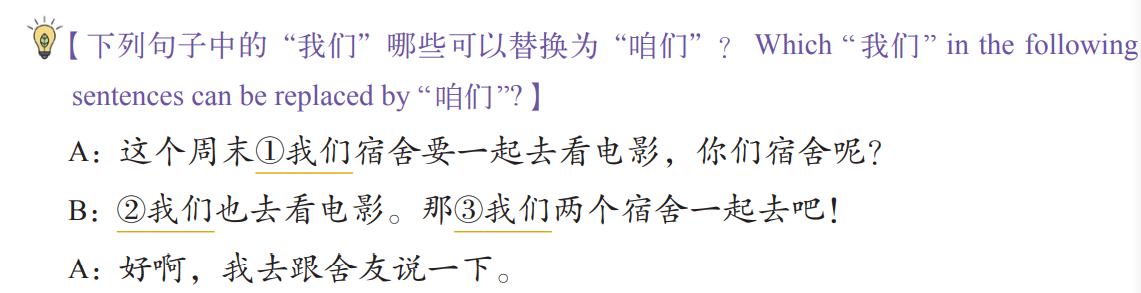 【下列句子中的“我们”哪些可以替换为“咱们”？ Which “我们” in the following
sentences can be replaced by “咱们”?】
A：这个周末①我们宿舍要一起去看电影，你们宿舍呢？
B：②我们也去看电影。那③我们两个宿舍一起去吧！
A：好啊，我去跟舍友说一下。